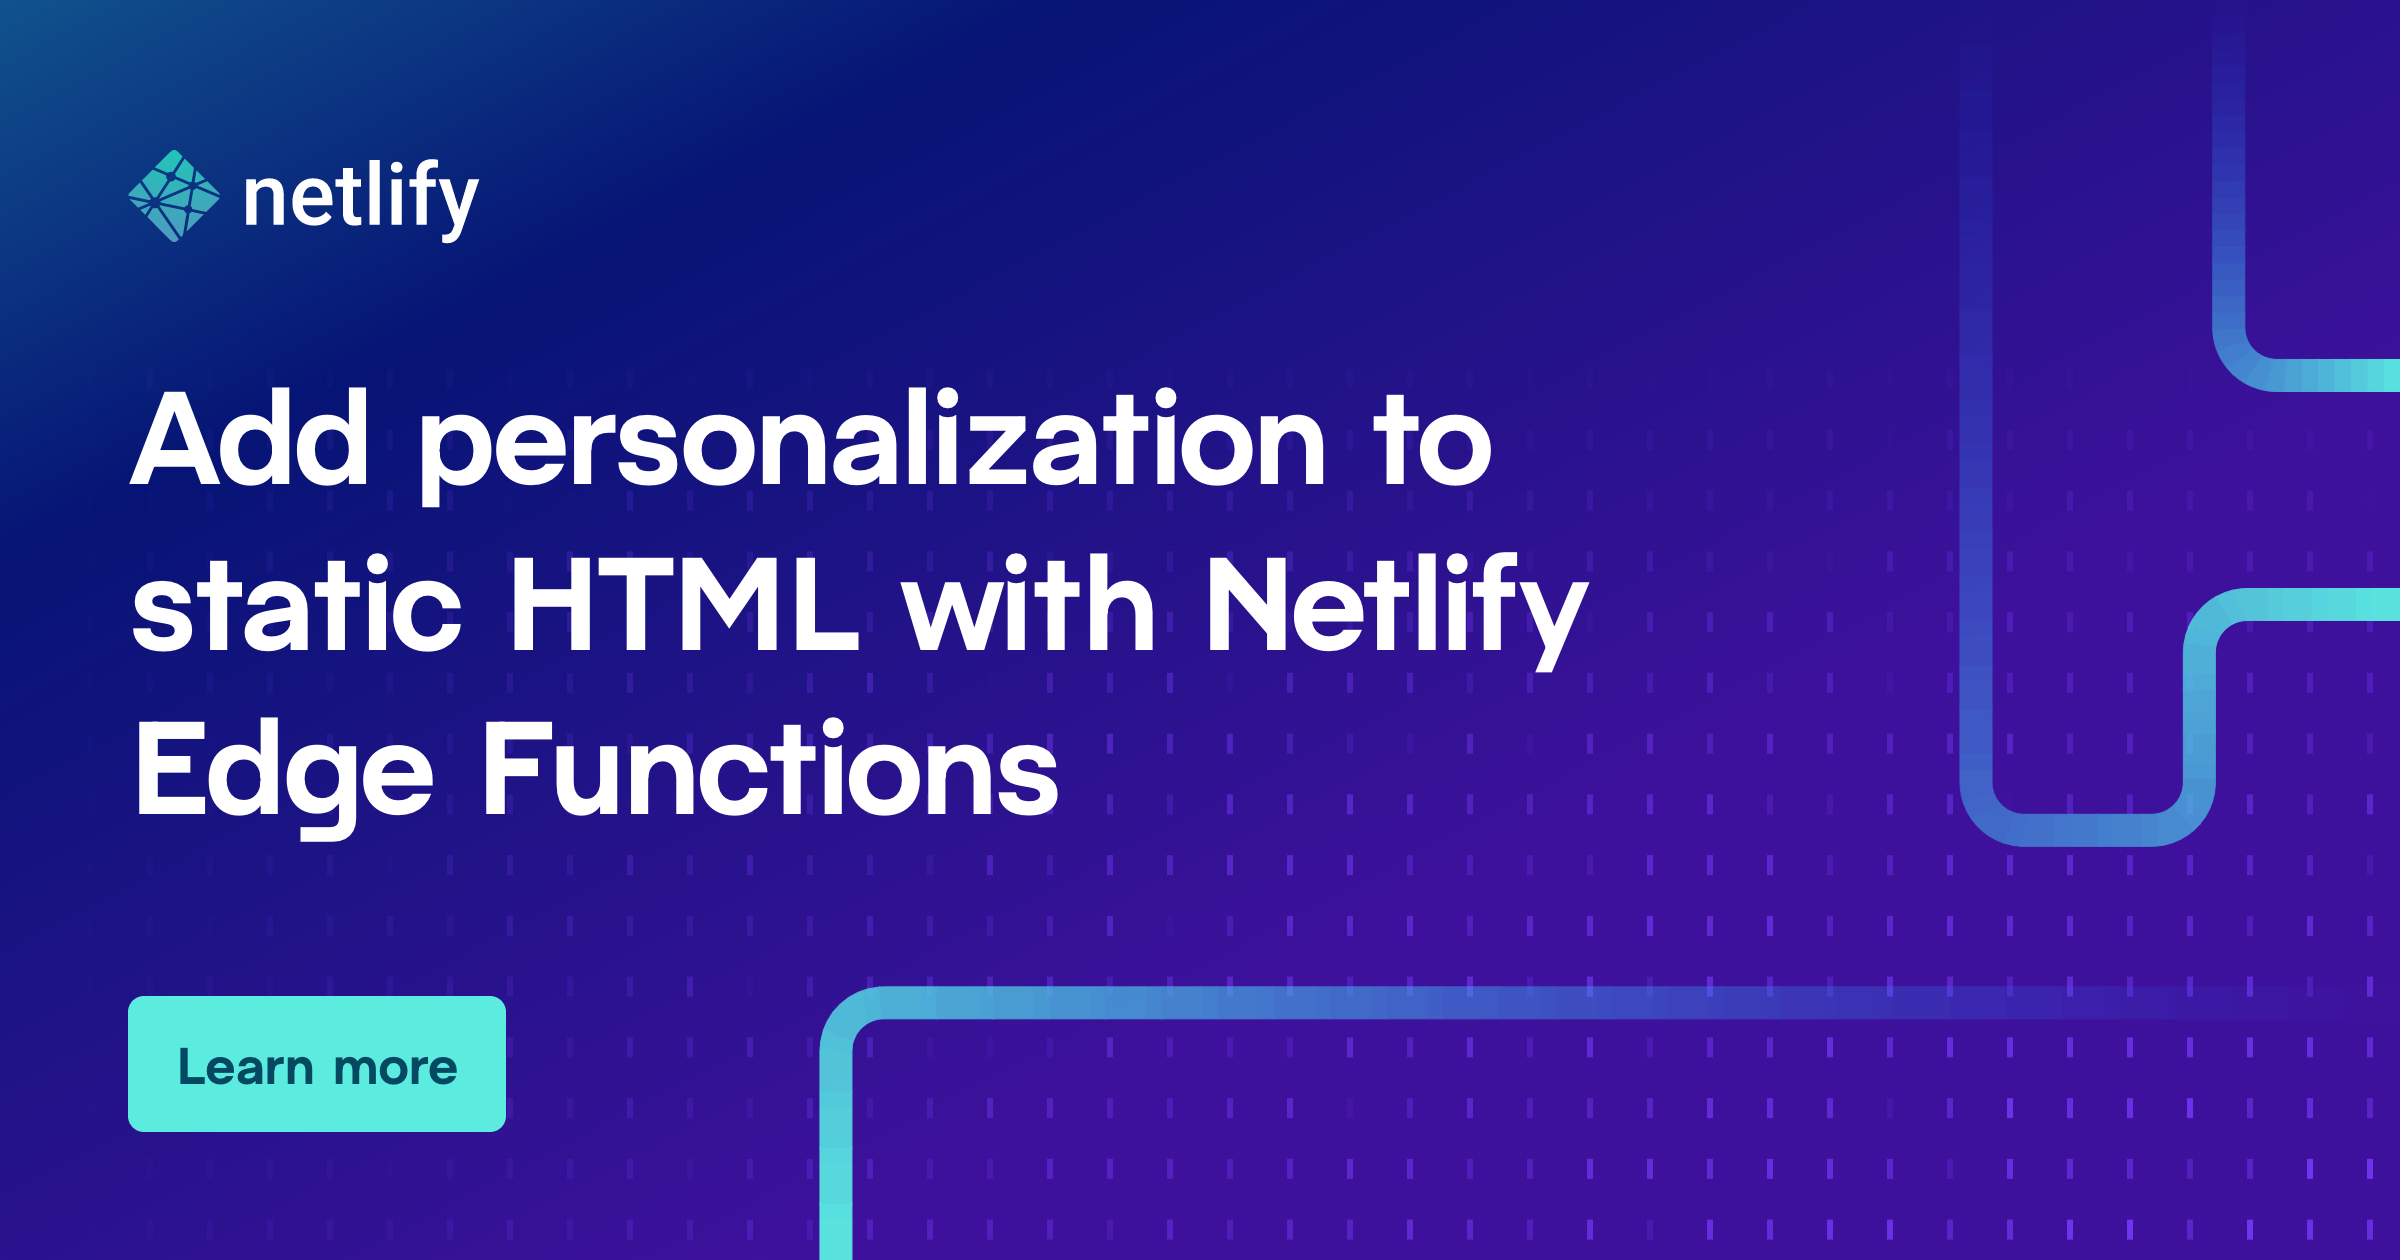 netlify
Add personalization to
static HTML with Netlify
Edge Functions
Learn more